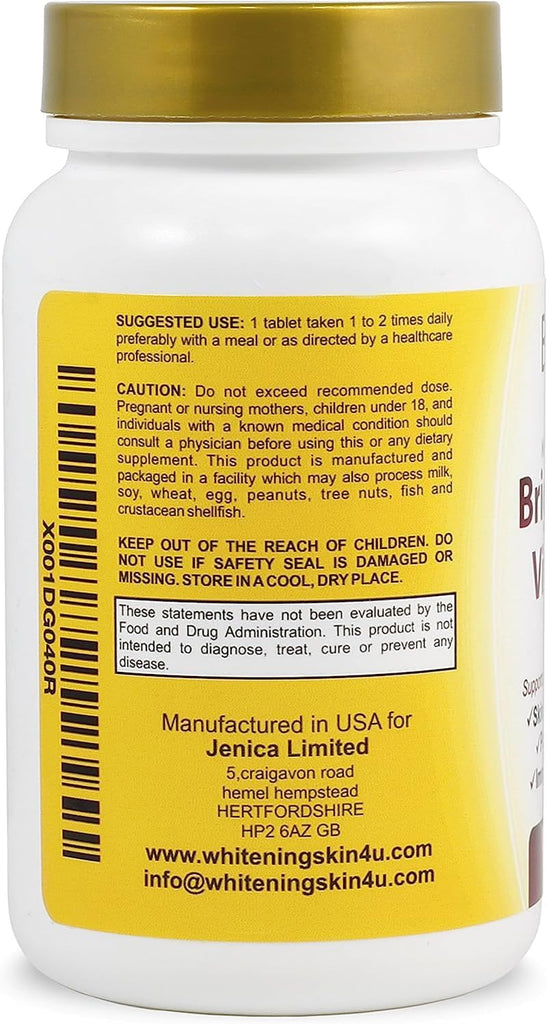 SUGGESTED USE: 1 tablet taken 1 to 2 times daily
preferably with a meal or as directed by a healthcare
professional.
CAUTION: Do not exceed recommended dose.
Pregnant or nursing mothers, children under 18, and
individuals with a known medical condition should
consult a physician before using this or any dietary
supplement. This product is manufactured and
packaged in a facility which may also process milk,
soy, wheat, egg, peanuts, tree nuts, fish and
crustacean shellfish.
KEEP OUT OF THE REACH OF CHILDREN. DO
NOT USE IF SAFETY SEAL IS DAMAGED OR
MISSING. STORE IN A COOL, DRY PLACE.
These statements have not been evaluated by the
Food and Drug Administration. This product is not
intended to diagnose, treat, cure or prevent any
disease.
Manufactured in USA for
Jenica Limited
5,craigavon road
hemel hempstead
HERTFORDSHIRE
HP2 6AZ GB
www.whiteningskin4u.com
info@whiteningskin4u.com
X001DG040R